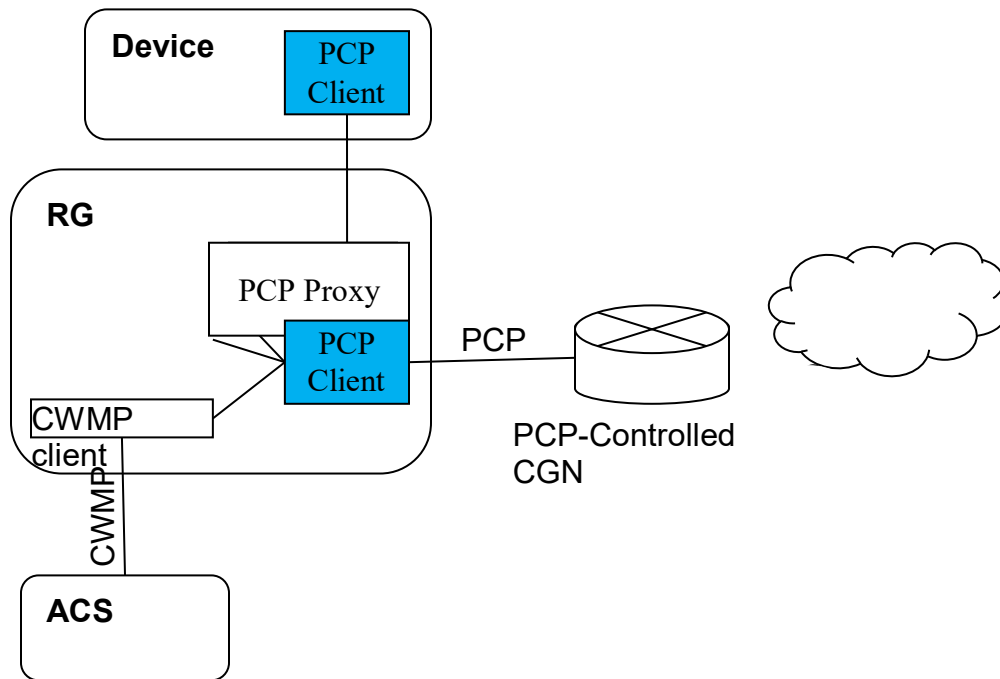 Device
PCP
Client
RG
PCP Proxy
PCP
Client
PCP
CWMP
client
PCP-Controlled
CGN
CWMP
ACS